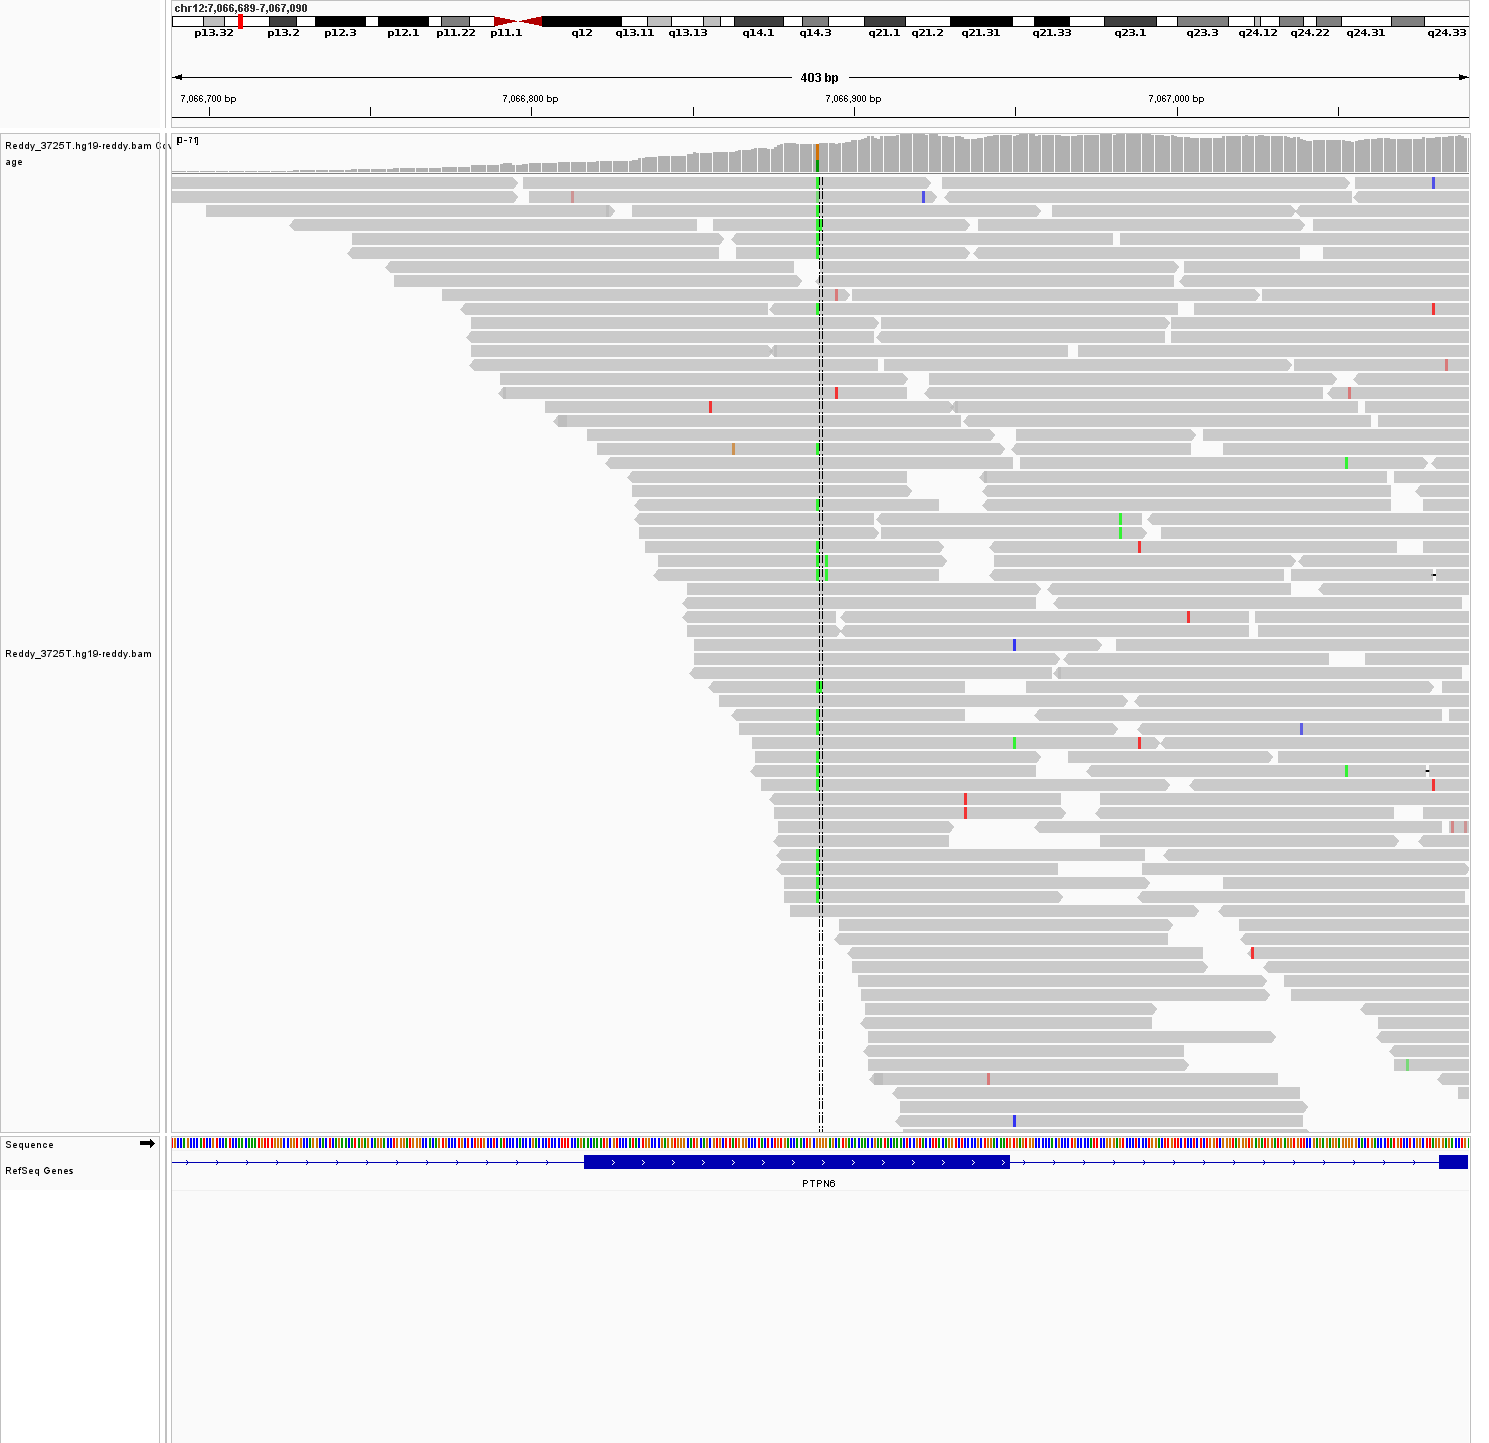 chr12:7,066,689-7,067,090
p13.32 p13.2 p12.3 p12.1 p11.22 p11.1 q12 q13.11 q13.13 q14.1 q14.3 q21.1 q21.2 q21.31 q21.33 q23.1 q23.3 q24.12 q24.22 q24.31 q24.33
403 bp
7,066,700 bp 7,066,800 bp 7,066,900 bp 7,067,000 bp
[0-71]
Reddy_3725T.hg19-reddy.bam Cov
age
Reddy_3725T.hg19-reddy.bam
Sequence
RefSeq Genes
PTPN6